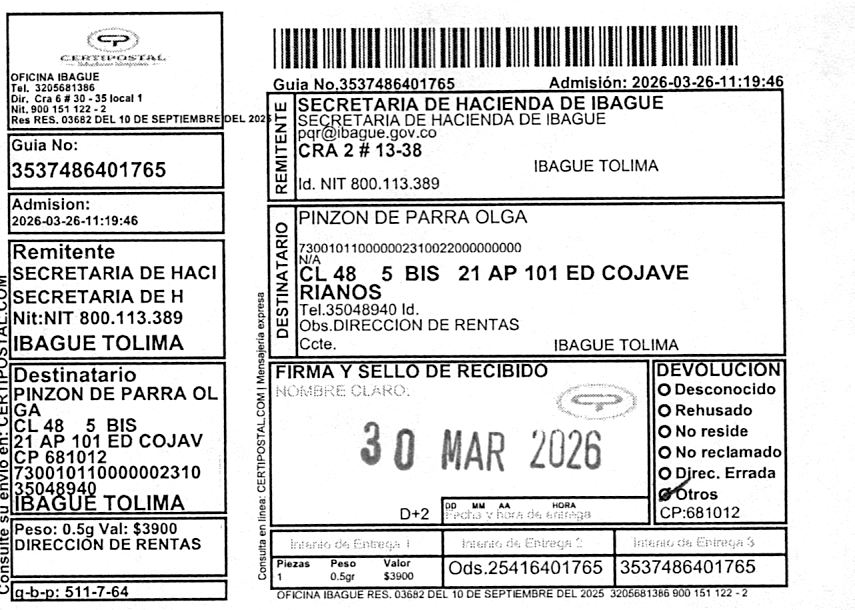 CERTIPOSTAL
OFICINA IBAGUE
Tel. 3205681386
Dir. Cra 6 # 30 - 35 local 1
Nit. 900 151 122 - 2
Res RES. 03682 DEL 10 DE SEPTIEMBRE DEL 2025
Guia No:
3537486401765
Admision:
2026-03-26-11:19:46
Remitente
SECRETARIA DE HACI
SECRETARIA DE H
Nit:NIT 800.113.389
IBAGUE TOLIMA
Destinatario
PINZON DE PARRA OL
GA
CL 48 5 BIS
21 AP 101 ED COJAV
CP 681012
7300101100000002310
35048940
IBAGUE TOLIMA
Peso: 0.5g Val: $3900
DIRECCIÓN DE RENTAS
g-b-p: 511-7-64
Consulte su envio en: CERTIPOSTAL.COM
Guia No.3537486401765 Admisión: 2026-03-26-11:19:46
REMITENTE
SECRETARIA DE HACIENDA DE IBAGUE
SECRETARIA DE HACIENDA DE IBAGUE
pqr@ibague.gov.co
CRA 2 # 13-38
IBAGUE TOLIMA
Id. NIT 800.113.389
DESTINATARIO
PINZON DE PARRA OLGA
N/A
CL 48 5 BIS 21 AP 101 ED COJAVE
RIANOS
Tel.35048940 Id.
Obs.DIRECCION DE RENTAS
Ccte. IBAGUE TOLIMA
Consulta en línea: CERTIPOSTAL.COM | Mensajería expresa
FIRMA Y SELLO DE RECIBIDO
NOMBRE CLARO:
30 MAR 2026
D+2
DD MM AA HORA
Fecha y hora de entrega
DEVOLUCION
Desconocido
Rehusado
No reside
No reclamado
Direc. Errada
Otros
CP:681012
Intento de Entrega 1 Intento de Entrega 2 Intento de Entrega 3
Piezas Peso Valor
1 0.5gr $3900
Ods.25416401765 3537486401765
OFICINA IBAGUE RES. 03682 DEL 10 DE SEPTIEMBRE DEL 2025 3205681386 900 151 122 - 2